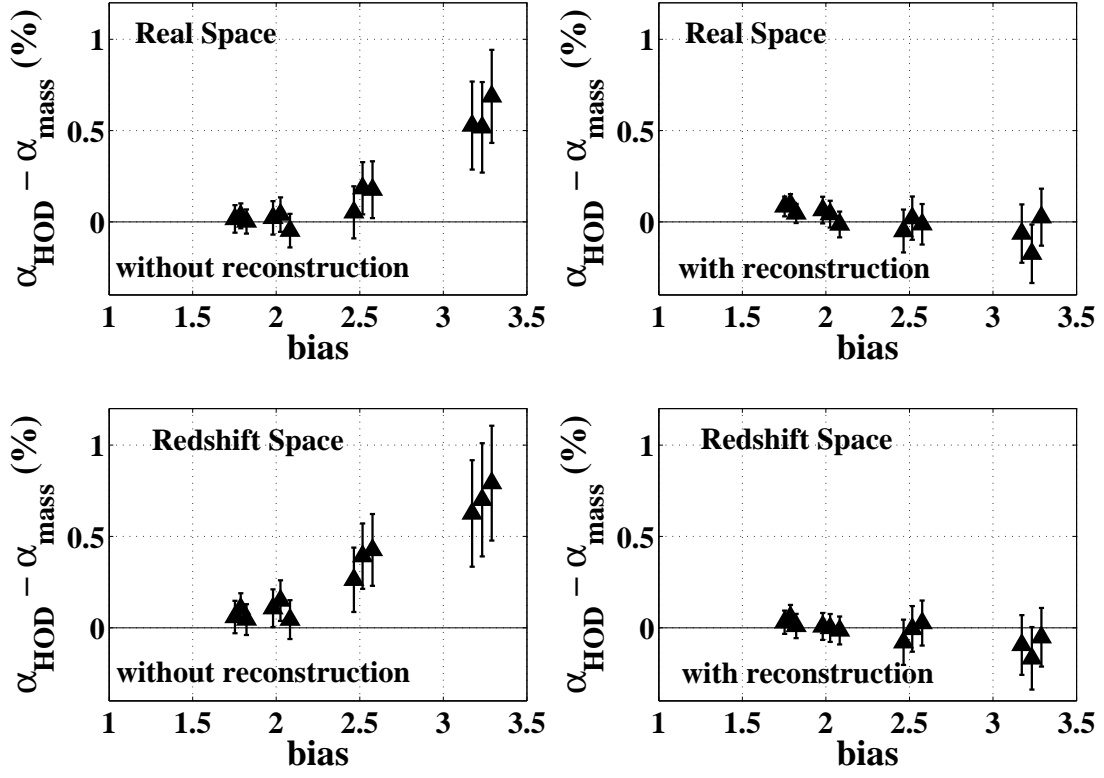 α_HOD − α_mass (%)
1
0.5
0
Real Space
without reconstruction
1 1.5 2 2.5 3 3.5
bias
α_HOD − α_mass (%)
1
0.5
0
Real Space
with reconstruction
1 1.5 2 2.5 3 3.5
bias
α_HOD − α_mass (%)
1
0.5
0
Redshift Space
without reconstruction
1 1.5 2 2.5 3 3.5
bias
α_HOD − α_mass (%)
1
0.5
0
Redshift Space
with reconstruction
1 1.5 2 2.5 3 3.5
bias